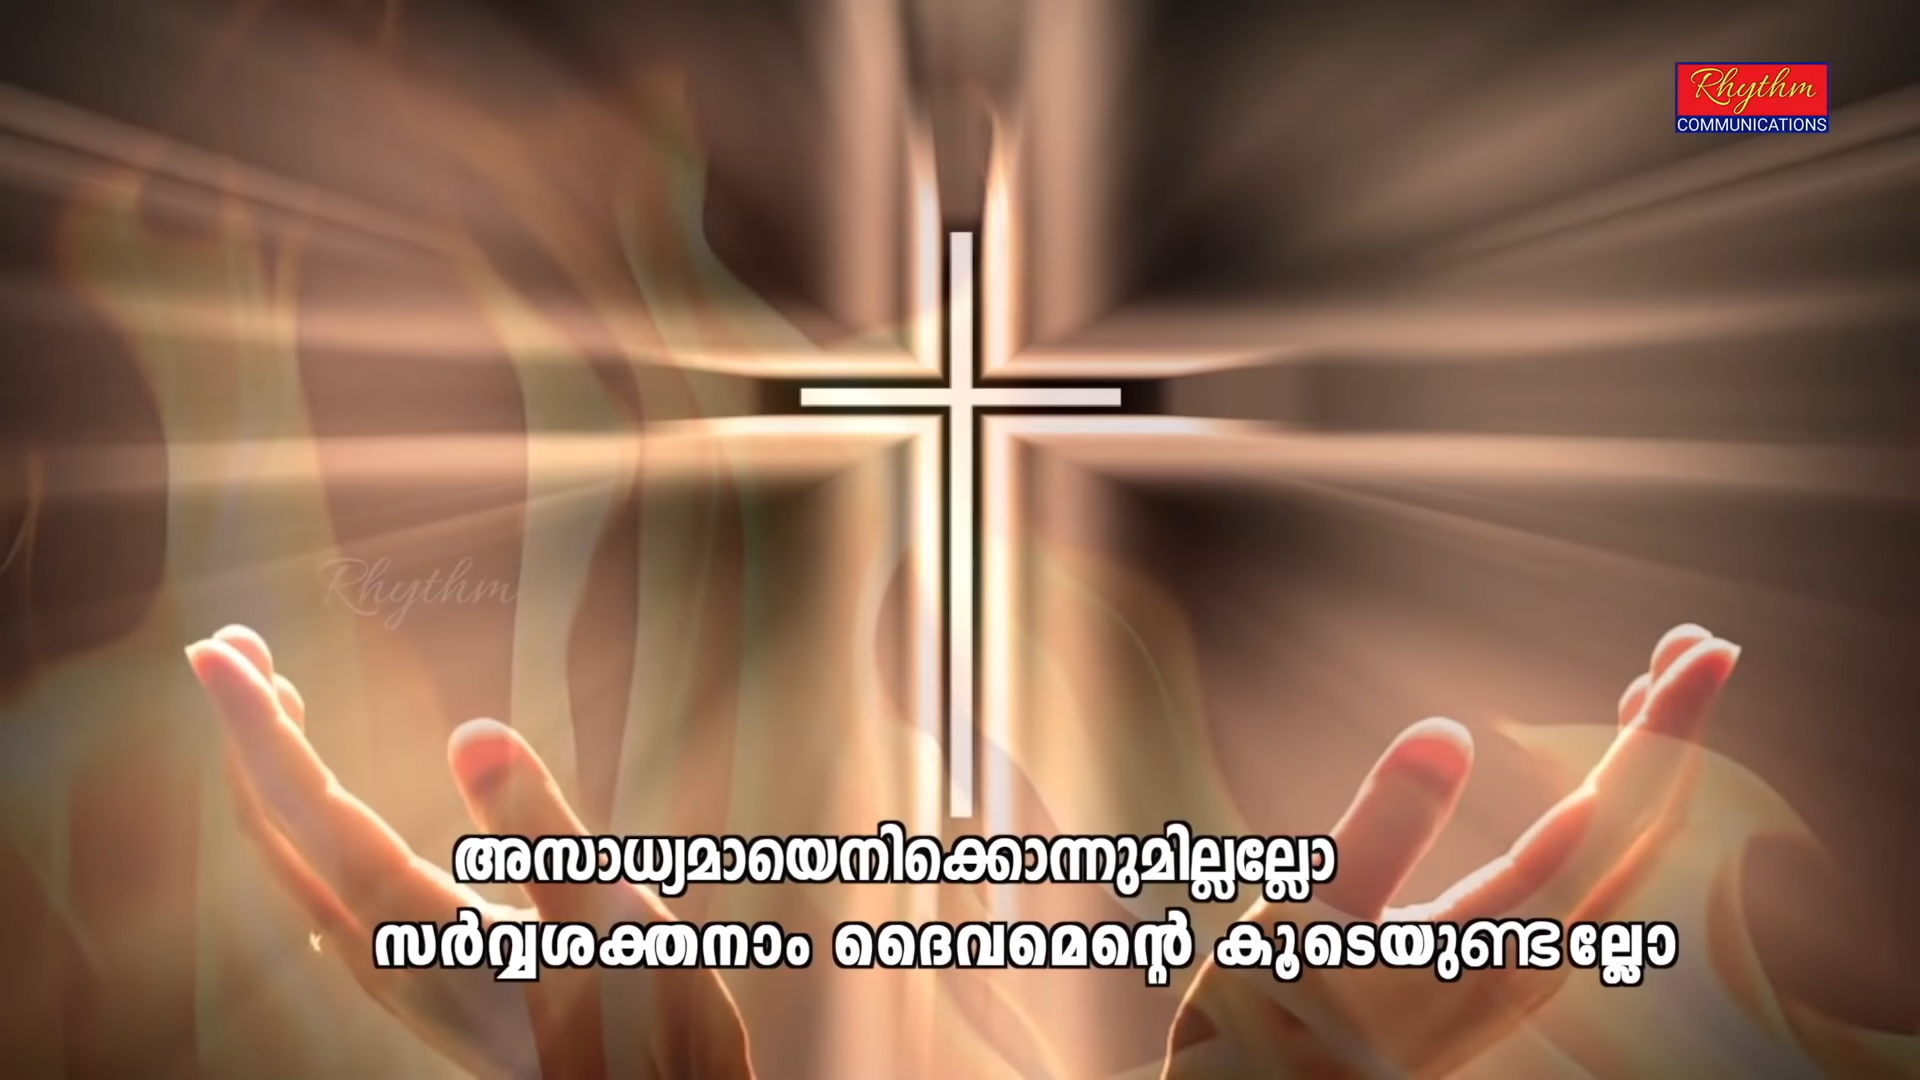 Rhythm
COMMUNICATIONS
Rhythm
അസാധ്യമായെനിക്കൊന്നുമില്ലല്ലോ
സർവ്വശക്തനാം ദൈവമെന്റെ കൂടെയുണ്ടല്ലോ